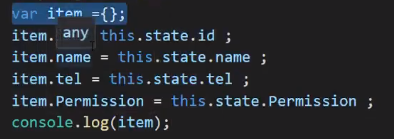 var item ={};
item. any this.state.id ;
item.name = this.state.name ;
item.tel = this.state.tel ;
item.Permission = this.state.Permission ;
console.log(item);